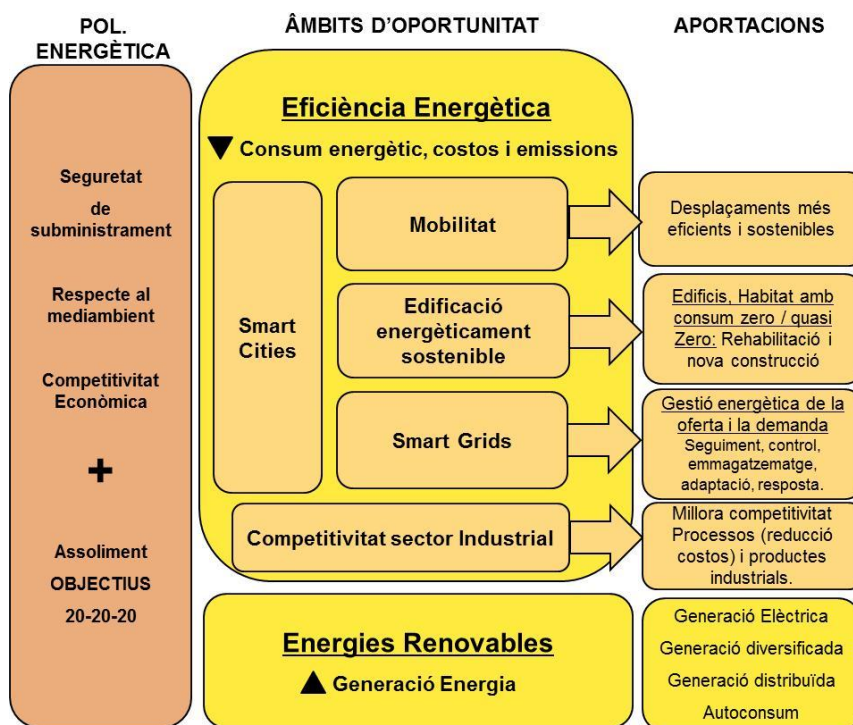 POL.
ENERGÈTICA
ÂMBITS D'OPORTUNITAT
APORTACIONS
Seguretat
de
subministrament
Respecte al
mediambient
Competitivitat
Econòmica
+
Assoliment
OBJECTIUS
20-20-20
Eficiència Energètica
▼ Consum energètic, costos i emissions
Smart
Cities
Mobilitat
Edificació
energèticament
sostenible
Smart Grids
Competitivitat sector Industrial
Energies Renovables
▲ Generació Energia
Desplaçaments més
eficients i sostenibles
Edificis, Habitat amb
consum zero / quasi
Zero: Rehabilitació i
nova construcció
Gestió energètica de la
oferta i la demanda
Seguiment, control,
emmagatzematge,
adaptació, resposta.
Millora competitivitat
Processos (reducció
costos) i productes
industrials.
Generació Elèctrica
Generació diversificada
Generació distribuïda
Autoconsum